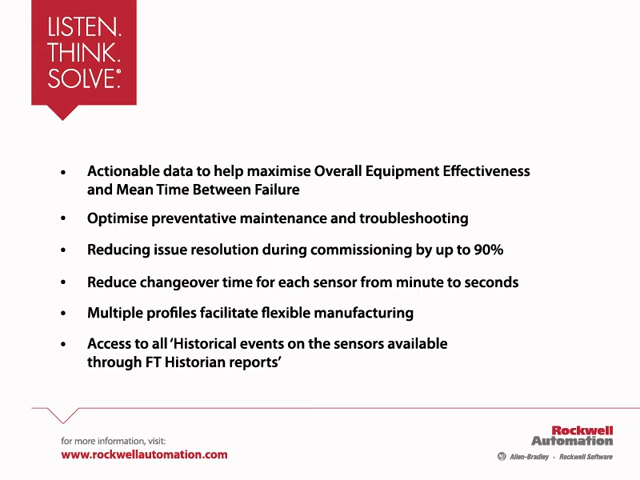 LISTEN.
THINK.
SOLVE.®
• Actionable data to help maximise Overall Equipment Effectiveness
and Mean Time Between Failure
• Optimise preventative maintenance and troubleshooting
• Reducing issue resolution during commissioning by up to 90%
• Reduce changeover time for each sensor from minute to seconds
• Multiple profiles facilitate flexible manufacturing
• Access to all ‘Historical events on the sensors available
through FT Historian reports’
for more information, visit:
www.rockwellautomation.com
Rockwell
Automation
Allen-Bradley • Rockwell Software